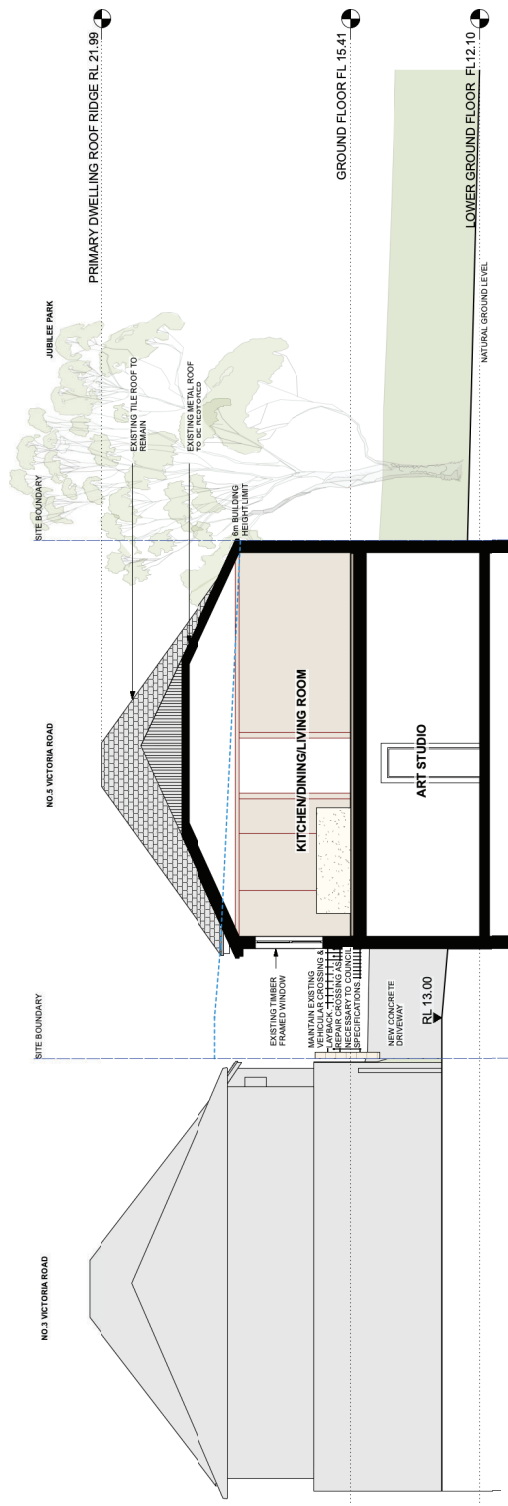 NO.3 VICTORIA ROAD
SITE BOUNDARY
NO.5 VICTORIA ROAD
SITE BOUNDARY
JUBILEE PARK
PRIMARY DWELLING ROOF RIDGE RL 21.99
EXISTING TILE ROOF TO
REMAIN
EXISTING METAL ROOF
TO BE RESTORED
6m BUILDING
HEIGHT LIMIT
EXISTING TIMBER
FRAMED WINDOW
MAINTAIN EXISTING
VEHICULAR CROSSING &
LAYBACK.
REPAIR CROSSING AS
NECESSARY TO COUNCIL
SPECIFICATIONS.
KITCHEN/DINING/LIVING ROOM
GROUND FLOOR FL 15.41
NEW CONCRETE
DRIVEWAY
RL 13.00
ART STUDIO
LOWER GROUND FLOOR FL12.10
NATURAL GROUND LEVEL